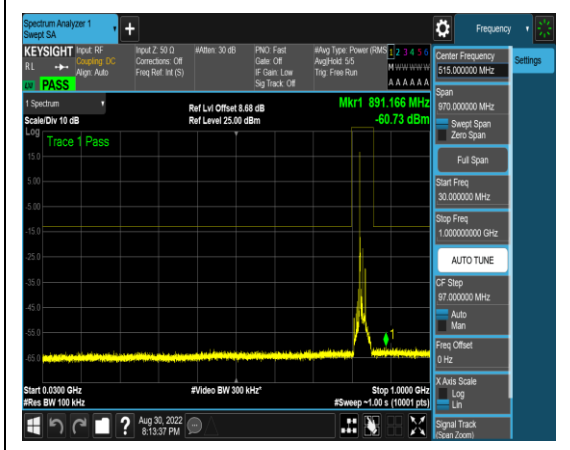 Spectrum Analyzer 1
Swept SA
Frequency
KEYSIGHT Input: RF
RL
Coupling: DC
Align: Auto
Input Z: 50 Ω
Corrections: Off
Freq Ref: Int (S)
#Atten: 30 dB
PNO: Fast
Gate: Off
IF Gain: Low
Sig Track: Off
#Avg Type: Power (RMS
Avg|Hold: 5/5
Trig: Free Run
1 2 3 4 5 6
M W W W W W
A A A A A A
PASS
Center Frequency
515.000000 MHz
Settings
Span
970.000000 MHz
Swept Span
Zero Span
Full Span
Start Freq
30.000000 MHz
Stop Freq
1.000000000 GHz
AUTO TUNE
CF Step
97.000000 MHz
Auto
Man
Freq Offset
0 Hz
X Axis Scale
Log
Lin
Signal Track
(Span Zoom)
1 Spectrum
Scale/Div 10 dB
Ref Lvl Offset 8.68 dB
Ref Level 25.00 dBm
Mkr1 891.166 MHz
-60.73 dBm
Log
Trace 1 Pass
15.0
5.00
-5.00
-15.0
-25.0
-35.0
-45.0
-55.0
-65.0
1
Start 0.0300 GHz
#Res BW 100 kHz
#Video BW 300 kHz*
Stop 1.0000 GHz
#Sweep ~1.00 s (10001 pts)
?
Aug 30, 2022
8:13:37 PM